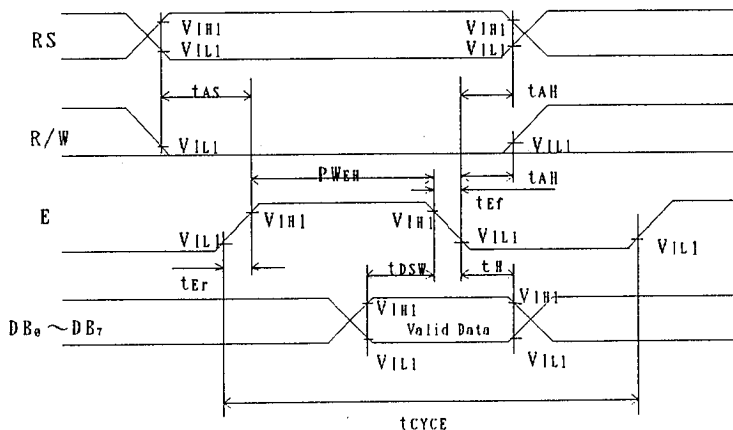 RS
VIH1
VIL1
VIH1
VIL1
tAS
tAH
R/W
VIL1
VIL1
PWEH
tAH
tEf
E
VIL1
VIH1
VIH1
VIL1
VIL1
tEr
tDSW
tH
DB0～DB7
VIH1
Valid Data
VIH1
VIL1
VIL1
tCYCE